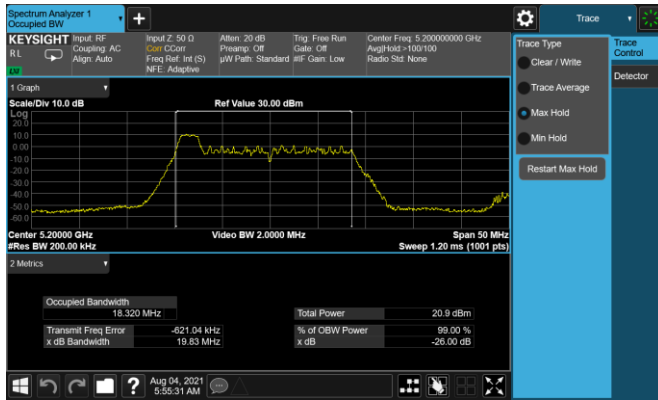 Spectrum Analyzer 1
Occupied BW
+
Trace
KEYSIGHT
Input: RF
Coupling: AC
Align: Auto
Input Z: 50 Ω
Corr CCorr
Freq Ref: Int (S)
NFE: Adaptive
Atten: 20 dB
Preamp: Off
µW Path: Standard
Trig: Free Run
Gate: Off
#IF Gain: Low
Center Freq: 5.200000000 GHz
Avg|Hold:>100/100
Radio Std: None
R L
LXI
1 Graph
Scale/Div 10.0 dB
Ref Value 30.00 dBm
Log
20.0
10.0
0.00
-10.0
-20.0
-30.0
-40.0
-50.0
-60.0
Center 5.20000 GHz
Video BW 2.0000 MHz
Span 50 MHz
#Res BW 200.00 kHz
Sweep 1.20 ms (1001 pts)
2 Metrics
Occupied Bandwidth
18.320 MHz
Total Power
20.9 dBm
Transmit Freq Error
-621.04 kHz
% of OBW Power
99.00 %
x dB Bandwidth
19.83 MHz
x dB
-26.00 dB
?
Aug 04, 2021
5:55:31 AM
Trace Type
Clear / Write
Trace Average
Max Hold
Min Hold
Restart Max Hold
Trace
Control
Detector